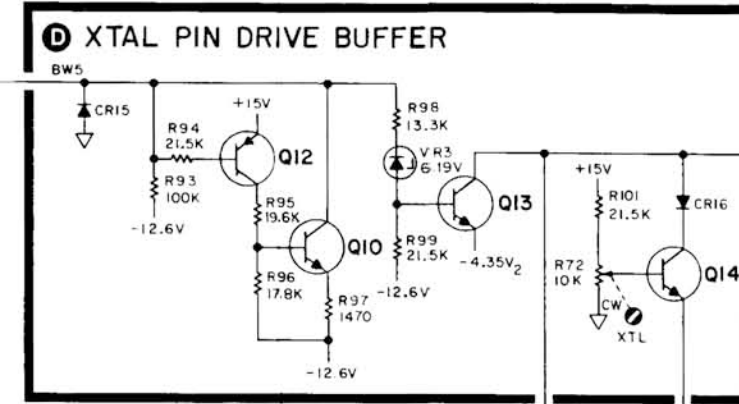 D XTAL PIN DRIVE BUFFER
BW5
CR15
+15V
R94
21.5K
Q12
R93
100K
-12.6V
R95
19.6K
Q10
R96
17.8K
R97
1470
-12.6V
R98
13.3K
VR3
6.19V
Q13
R99
21.5K
-4.35V2
-12.6V
+15V
R101
21.5K
CR16
R72
10K
Q14
CW
XTL